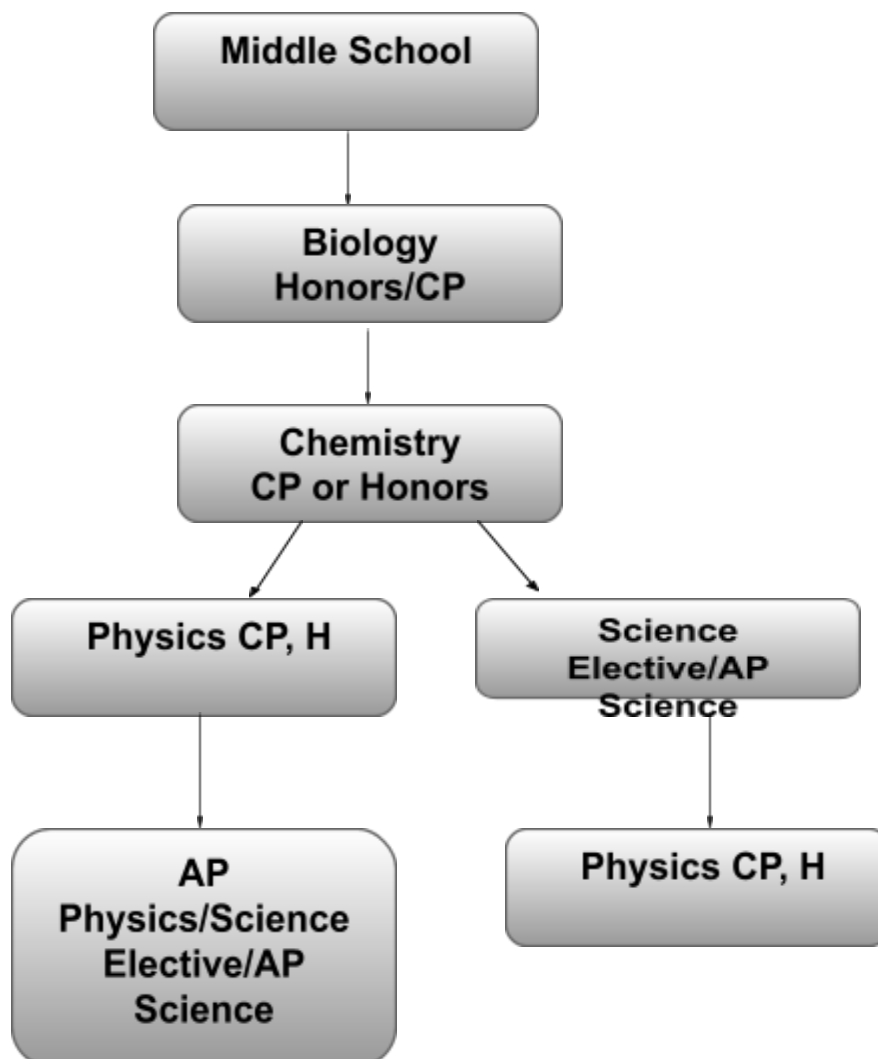 Middle School
Biology
Honors/CP
Chemistry
CP or Honors
Physics CP, H
Science
Elective/AP
Science
AP
Physics/Science
Elective/AP
Science
Physics CP, H